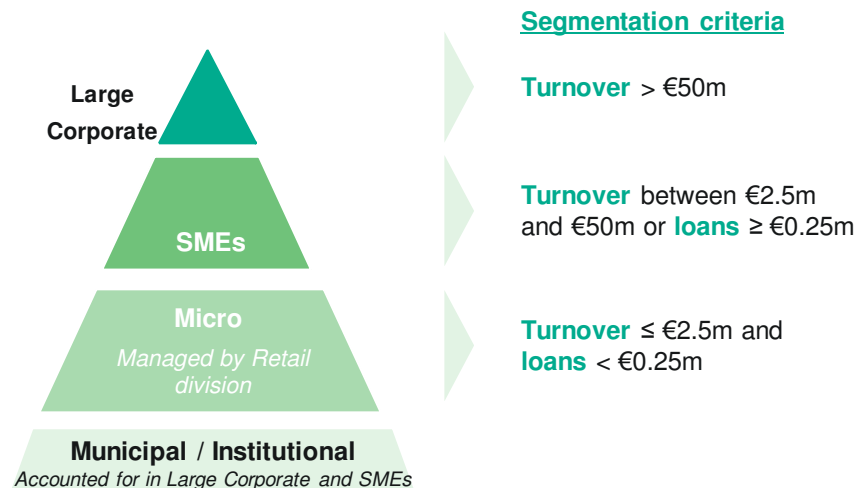 Segmentation criteria
Large
Corporate
Turnover > €50m
SMEs
Turnover between €2.5m
and €50m or loans ≥ €0.25m
Micro
Managed by Retail
division
Turnover ≤ €2.5m and
loans < €0.25m
Municipal / Institutional
Accounted for in Large Corporate and SMEs